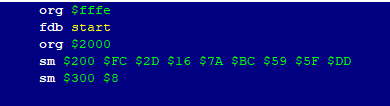 org $fffe
fdb start
org $2000
sm $200 $FC $2D $16 $7A $BC $59 $5F $DD
sm $300 $8